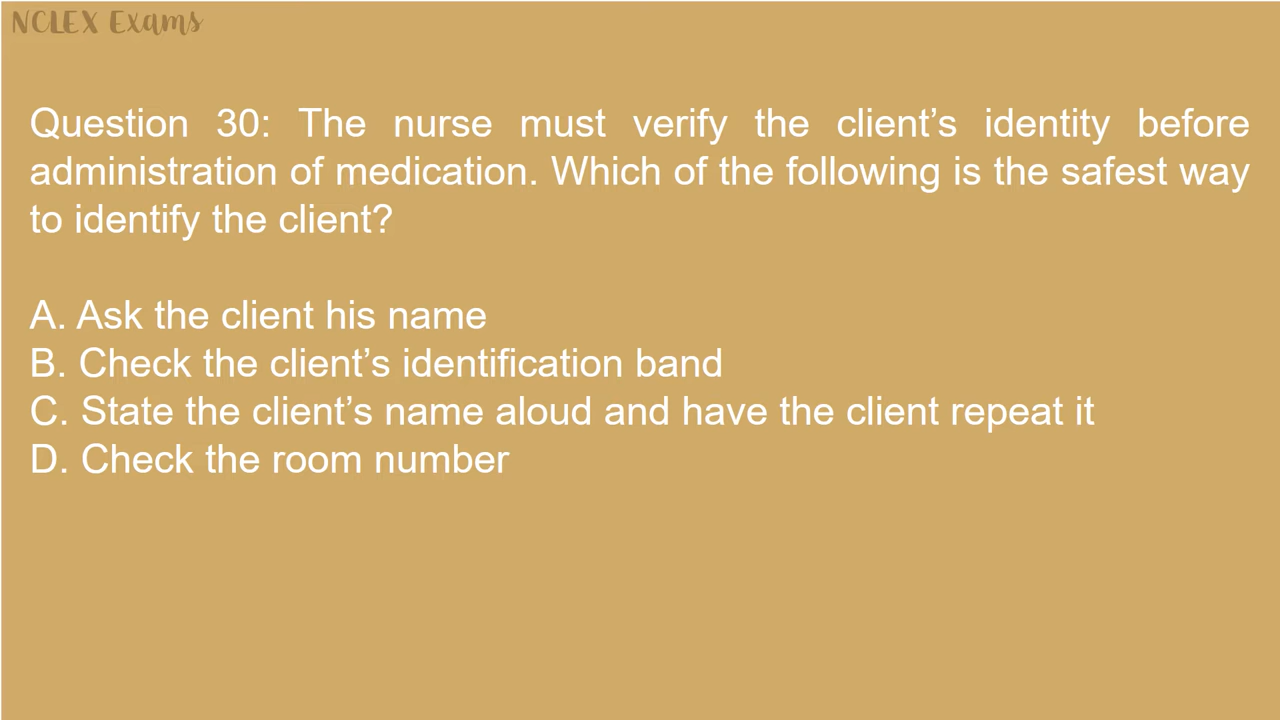 NCLEX Exams
Question 30: The nurse must verify the client’s identity before
administration of medication. Which of the following is the safest way
to identify the client?
A. Ask the client his name
B. Check the client’s identification band
C. State the client’s name aloud and have the client repeat it
D. Check the room number